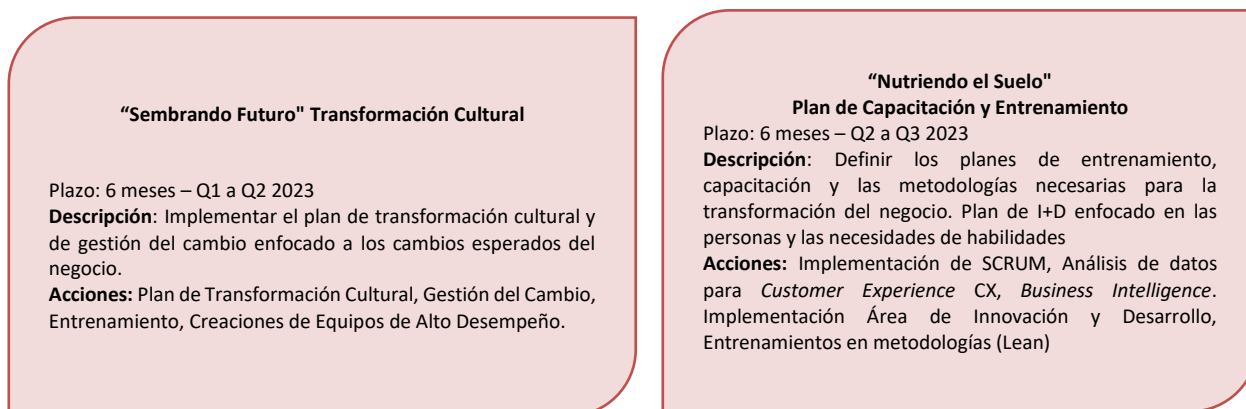 “Sembrando Futuro" Transformación Cultural
Plazo: 6 meses – Q1 a Q2 2023
Descripción: Implementar el plan de transformación cultural y
de gestión del cambio enfocado a los cambios esperados del
negocio.
Acciones: Plan de Transformación Cultural, Gestión del Cambio,
Entrenamiento, Creaciones de Equipos de Alto Desempeño.
“Nutriendo el Suelo"
Plan de Capacitación y Entrenamiento
Plazo: 6 meses – Q2 a Q3 2023
Descripción: Definir los planes de entrenamiento,
capacitación y las metodologías necesarias para la
transformación del negocio. Plan de I+D enfocado en las
personas y las necesidades de habilidades
Acciones: Implementación de SCRUM, Análisis de datos
para Customer Experience CX, Business Intelligence.
Implementación Área de Innovación y Desarrollo,
Entrenamientos en metodologías (Lean)